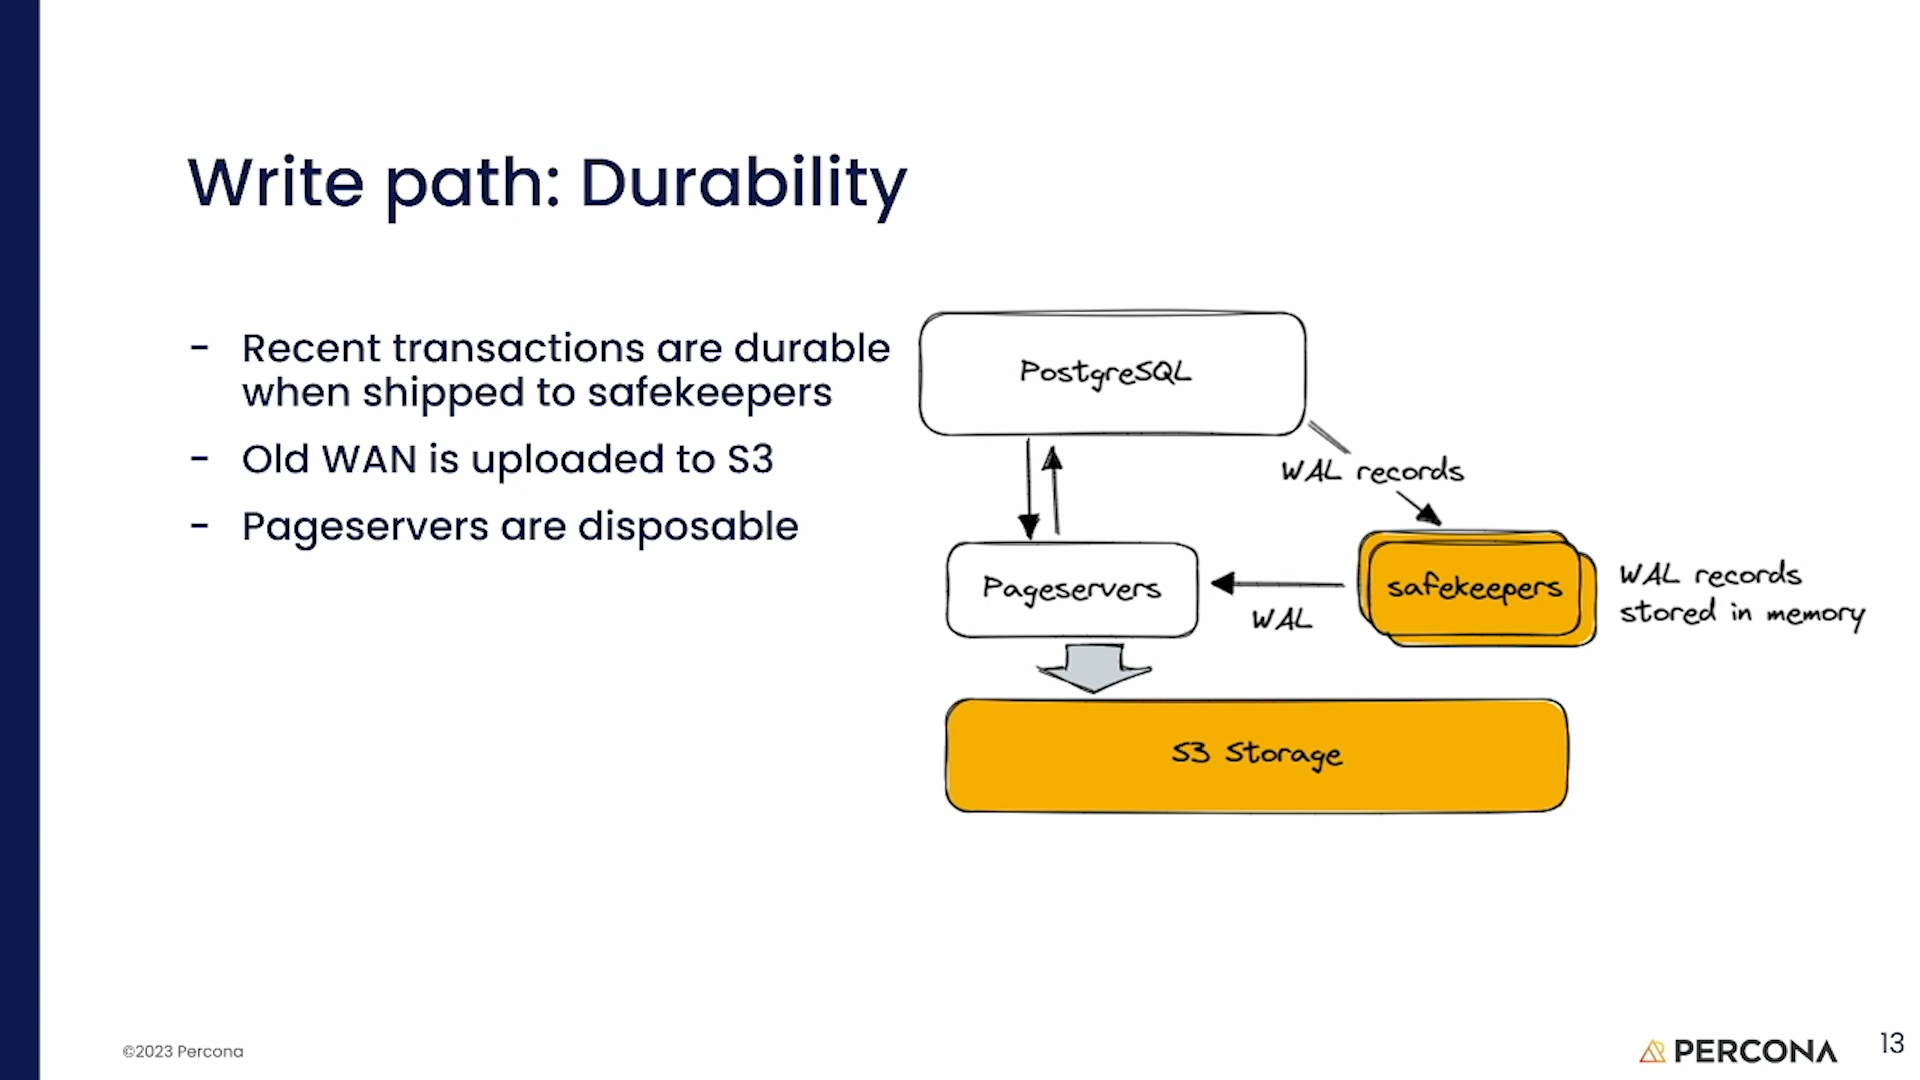 Write path: Durability
- Recent transactions are durable
when shipped to safekeepers
- Old WAN is uploaded to S3
- Pageservers are disposable
PostgreSQL
WAL records
Pageservers
WAL
safekeepers
WAL records
stored in memory
S3 Storage
©2023 Percona
PERCONA
13